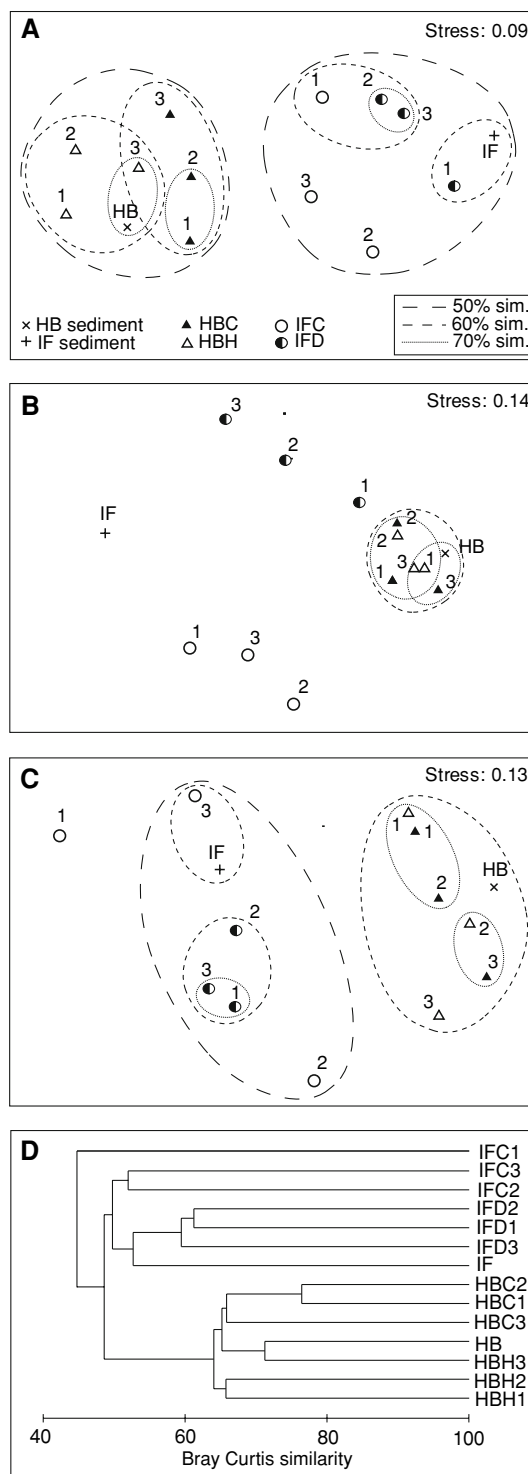 A Stress: 0.09
3
2
3
2
1
HB
1
1
2
3
IF
1
3
2
× HB sediment ▲ HBC ○ IFC
+ IF sediment △ HBH ◐ IFD
50% sim.
60% sim.
70% sim.
B Stress: 0.14
3
2
IF
1
2
2
HB
3 1
1
3
1
3
2
C Stress: 0.13
1
3
IF
2
3
1
2
1 1
HB
2
2
3
3
D
IFC1
IFC3
IFC2
IFD2
IFD1
IFD3
IF
HBC2
HBC1
HBC3
HB
HBH3
HBH2
HBH1
40 60 80 100
Bray Curtis similarity